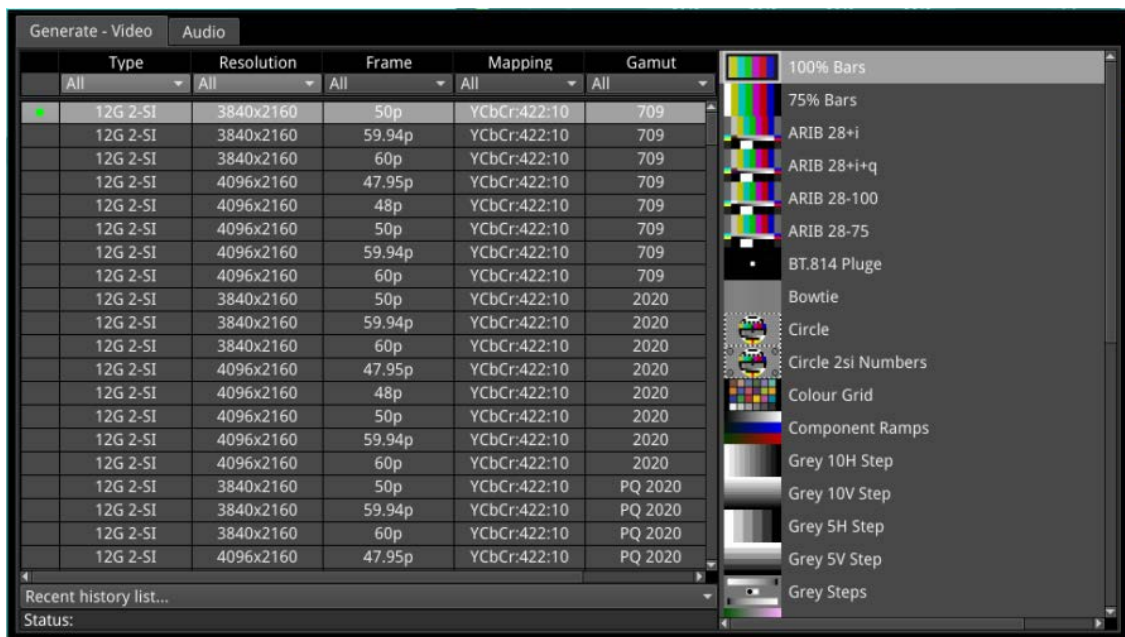 Generate - Video Audio
Type Resolution Frame Mapping Gamut
All All All All All
12G 2-SI 3840x2160 50p YCbCr:422:10 709
12G 2-SI 3840x2160 59.94p YCbCr:422:10 709
12G 2-SI 3840x2160 60p YCbCr:422:10 709
12G 2-SI 4096x2160 47.95p YCbCr:422:10 709
12G 2-SI 4096x2160 48p YCbCr:422:10 709
12G 2-SI 4096x2160 50p YCbCr:422:10 709
12G 2-SI 4096x2160 59.94p YCbCr:422:10 709
12G 2-SI 4096x2160 60p YCbCr:422:10 709
12G 2-SI 3840x2160 50p YCbCr:422:10 2020
12G 2-SI 3840x2160 59.94p YCbCr:422:10 2020
12G 2-SI 3840x2160 60p YCbCr:422:10 2020
12G 2-SI 4096x2160 47.95p YCbCr:422:10 2020
12G 2-SI 4096x2160 48p YCbCr:422:10 2020
12G 2-SI 4096x2160 50p YCbCr:422:10 2020
12G 2-SI 4096x2160 59.94p YCbCr:422:10 2020
12G 2-SI 4096x2160 60p YCbCr:422:10 2020
12G 2-SI 3840x2160 50p YCbCr:422:10 PQ 2020
12G 2-SI 3840x2160 59.94p YCbCr:422:10 PQ 2020
12G 2-SI 3840x2160 60p YCbCr:422:10 PQ 2020
12G 2-SI 4096x2160 47.95p YCbCr:422:10 PQ 2020
Recent history list...
Status:
100% Bars
75% Bars
ARIB 28+i
ARIB 28+i+q
ARIB 28-100
ARIB 28-75
BT.814 Pluge
Bowtie
Circle
Circle 2si Numbers
Colour Grid
Component Ramps
Grey 10H Step
Grey 10V Step
Grey 5H Step
Grey 5V Step
Grey Steps